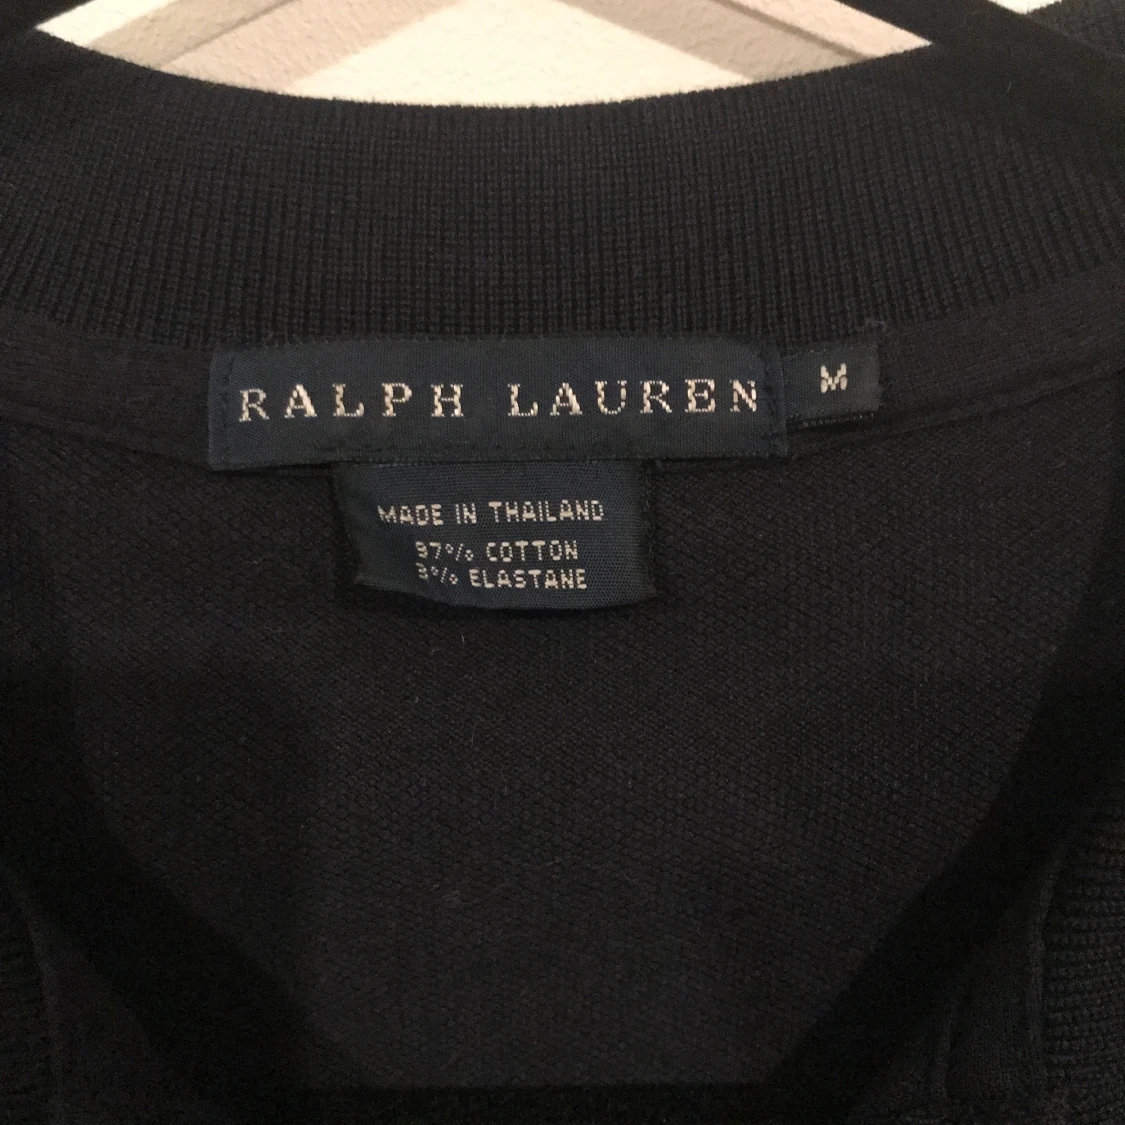 RALPH LAUREN
M
MADE IN THAILAND
97% COTTON
3% ELASTANE